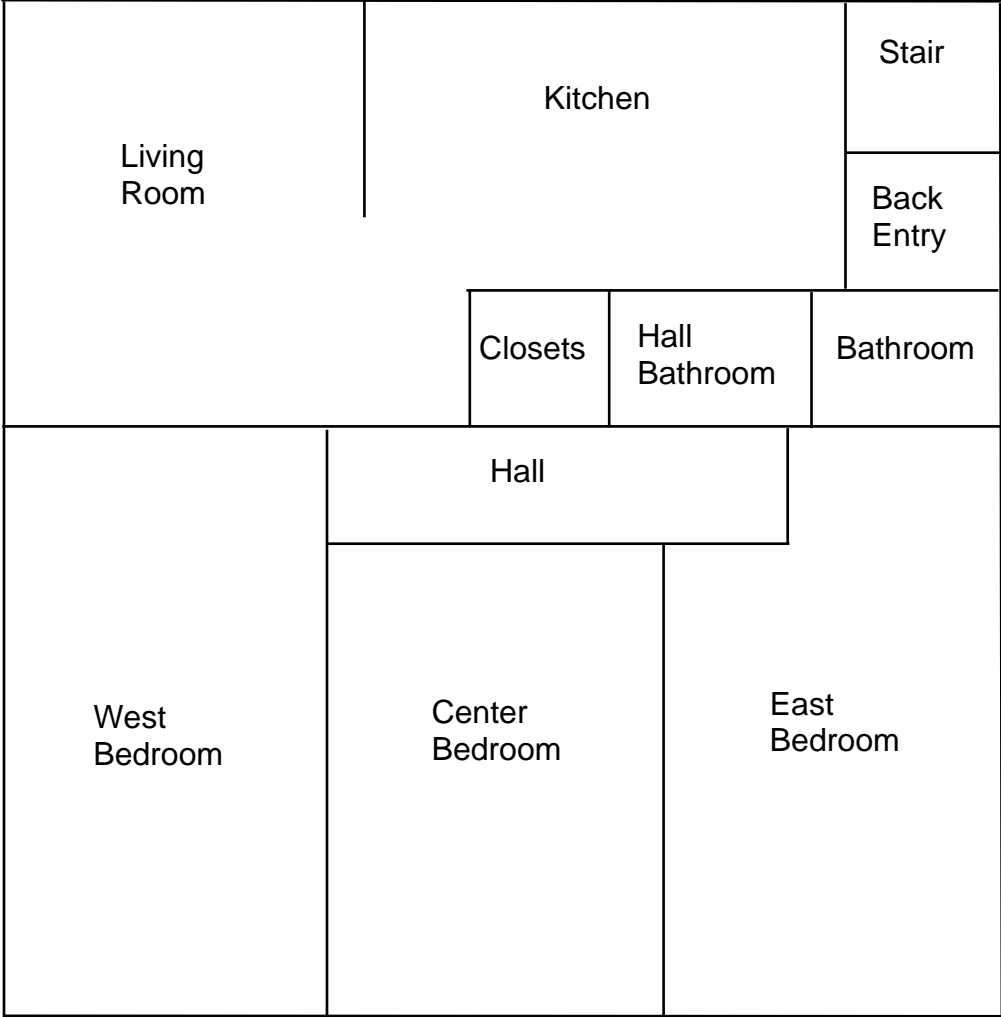 Stair
Kitchen
Living
Room
Back
Entry
Closets
Hall
Bathroom
Bathroom
Hall
West
Bedroom
Center
Bedroom
East
Bedroom